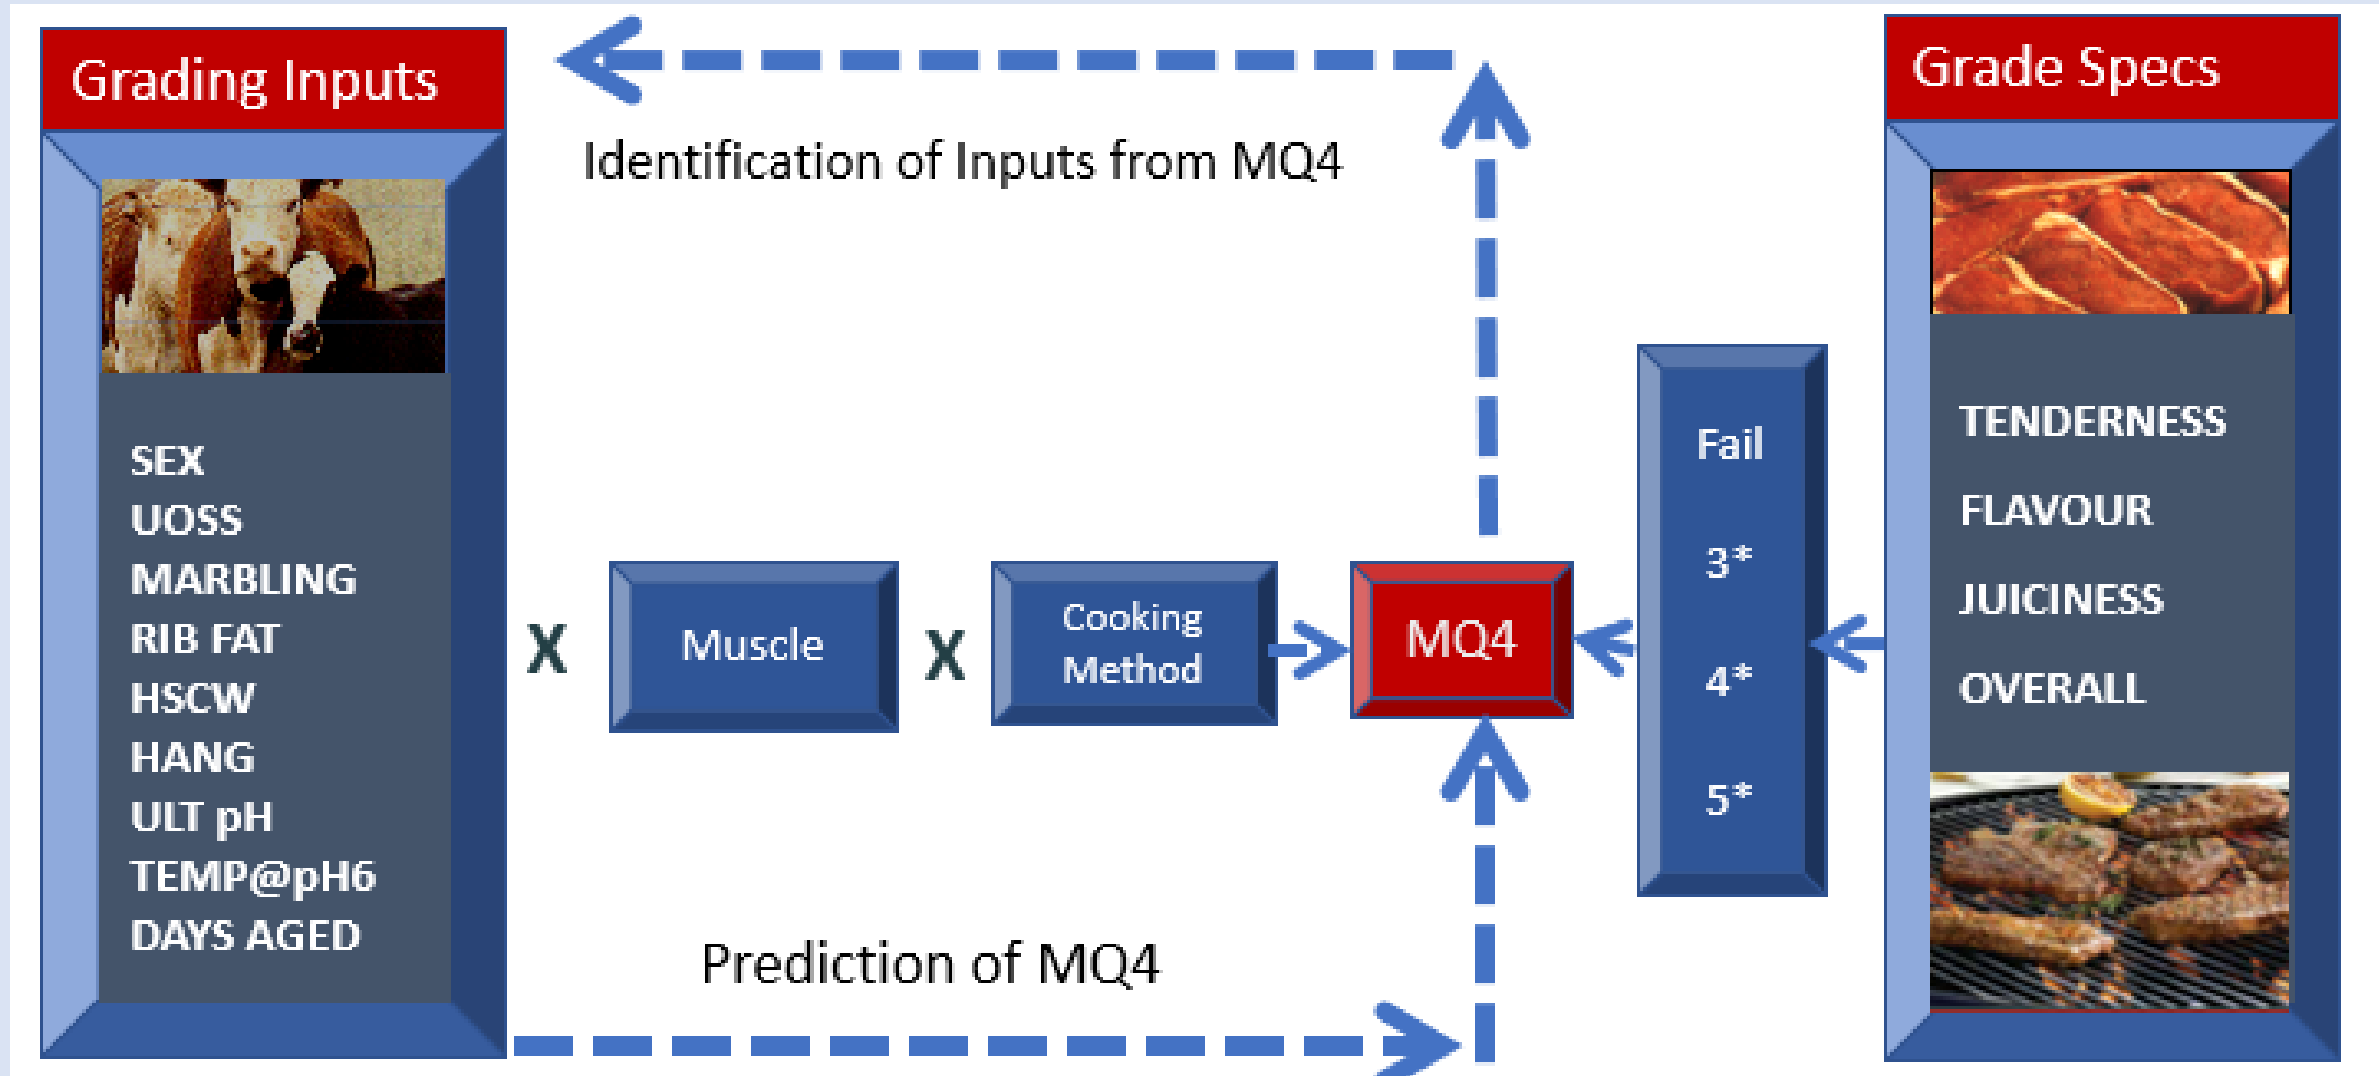 Grading Inputs
SEX
UOSS
MARBLING
RIB FAT
HSCW
HANG
ULT pH
TEMP@pH6
DAYS AGED
Identification of Inputs from MQ4
X
Muscle
X
Cooking
Method
MQ4
Prediction of MQ4
Fail
3*
4*
5*
Grade Specs
TENDERNESS
FLAVOUR
JUICINESS
OVERALL